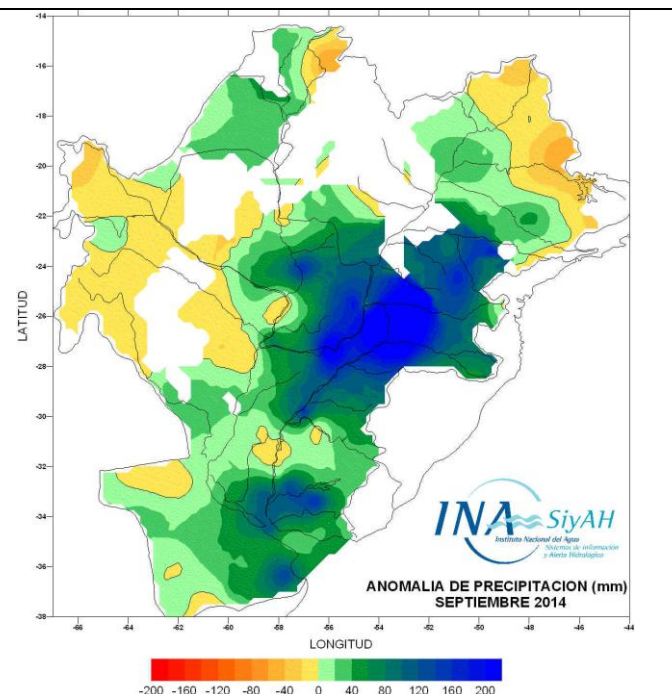 -14
-16
-18
-20
-22
-24
-26
-28
-30
-32
-34
-36
-38
LATITUD
INA SiyAH
Instituto Nacional del Agua
Sistemas de Información
y Alerta Hidrológico
ANOMALIA DE PRECIPITACION (mm)
SEPTIEMBRE 2014
-66 -64 -62 -60 -58 -56 -54 -52 -50 -48 -46 -44
LONGITUD
-200 -160 -120 -80 -40 0 40 80 120 160 200